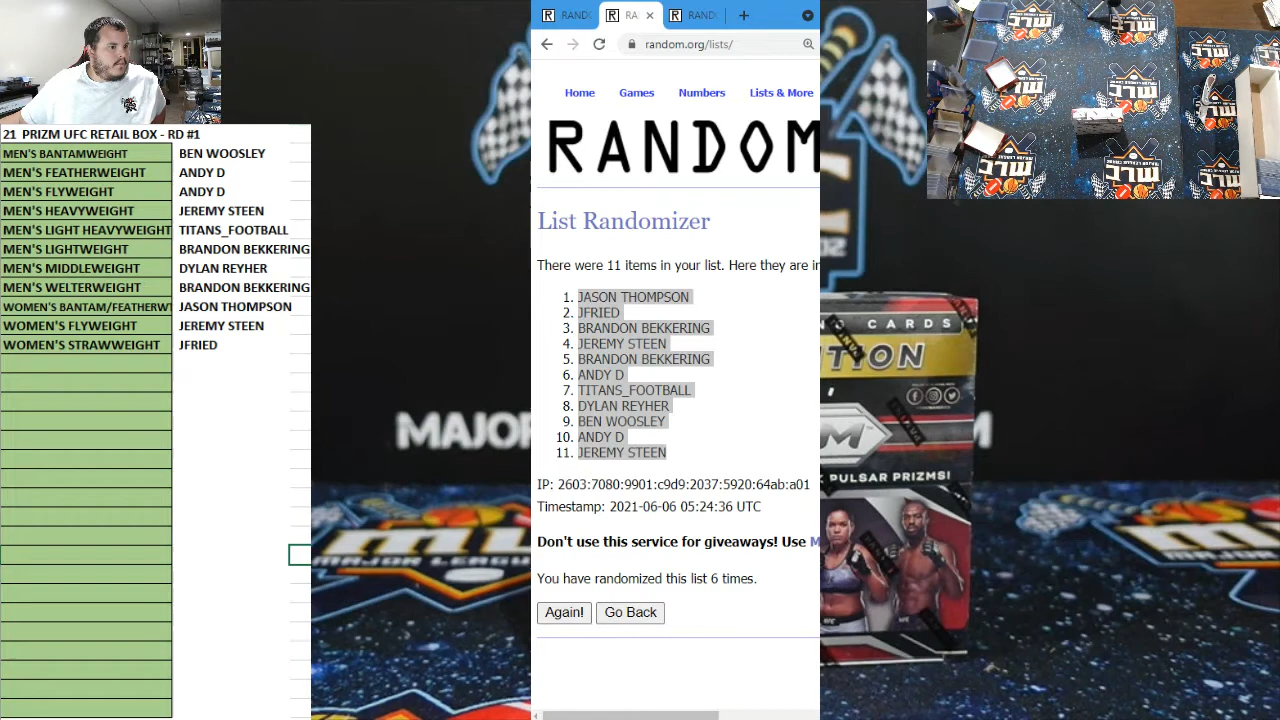 21 PRIZM UFC RETAIL BOX - RD #1
MEN'S BANTAMWEIGHT BEN WOOSLEY
MEN'S FEATHERWEIGHT ANDY D
MEN'S FLYWEIGHT ANDY D
MEN'S HEAVYWEIGHT JEREMY STEEN
MEN'S LIGHT HEAVYWEIGHT TITANS_FOOTBALL
MEN'S LIGHTWEIGHT BRANDON BEKKERING
MEN'S MIDDLEWEIGHT DYLAN REYHER
MEN'S WELTERWEIGHT BRANDON BEKKERING
WOMEN'S BANTAM/FEATHERW JASON THOMPSON
WOMEN'S FLYWEIGHT JEREMY STEEN
WOMEN'S STRAWWEIGHT JFRIED
RAND
RA
RAND
random.org/lists/
Home Games Numbers Lists & More
RANDOM
List Randomizer
There were 11 items in your list. Here they are in
1. JASON THOMPSON
2. JFRIED
3. BRANDON BEKKERING
4. JEREMY STEEN
5. BRANDON BEKKERING
6. ANDY D
7. TITANS_FOOTBALL
8. DYLAN REYHER
9. BEN WOOSLEY
10. ANDY D
11. JEREMY STEEN
IP: 2603:7080:9901:c9d9:2037:5920:64ab:a01
Timestamp: 2021-06-06 05:24:36 UTC
Don't use this service for giveaways! Use M
You have randomized this list 6 times.
Again! Go Back
MAJOR
CARDS
PULSAR PRIZMS!